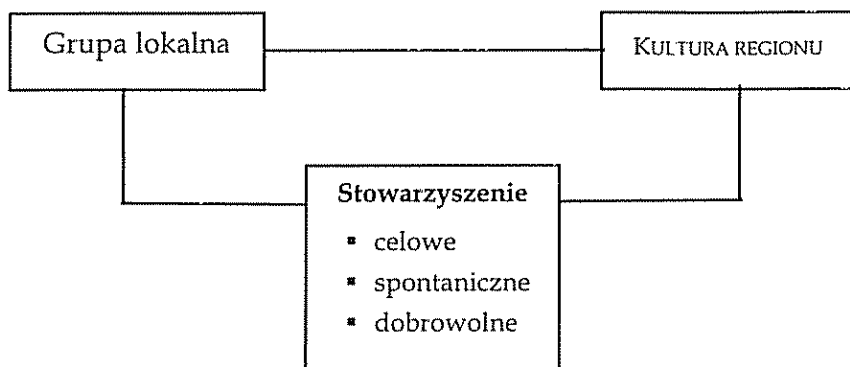 Grupa lokalna
KULTURA REGIONU
Stowarzyszenie
▪ celowe
▪ spontaniczne
▪ dobrowolne